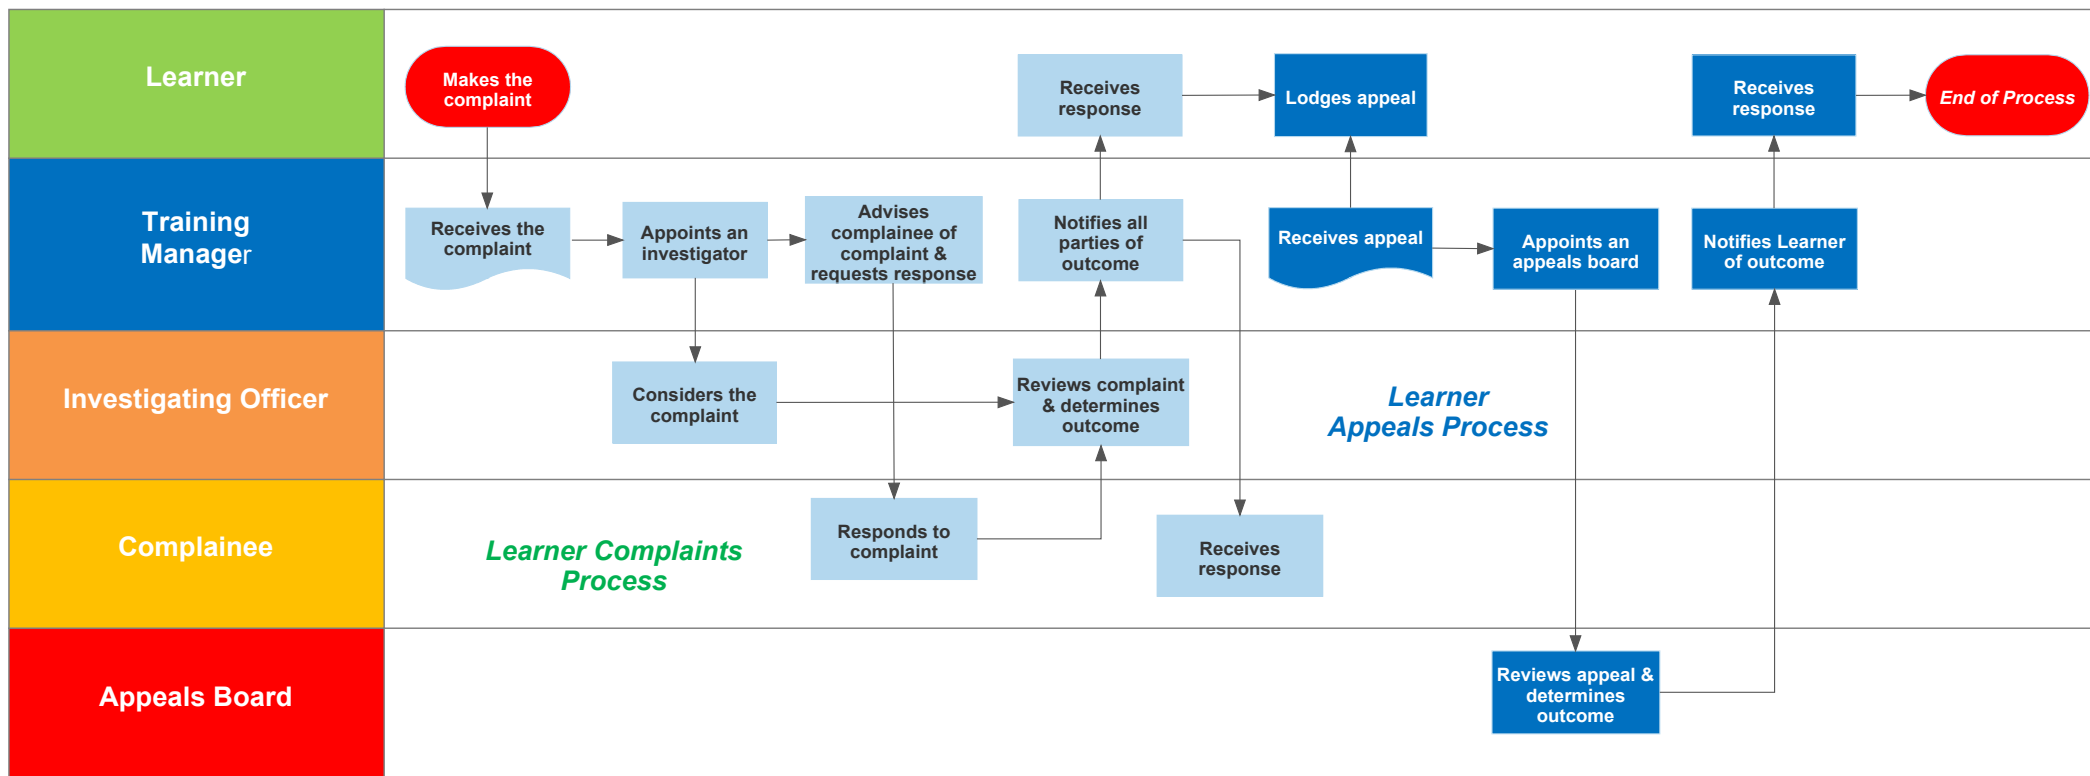 Learner
Makes the
complaint
Receives
response
Lodges appeal
Receives
response
End of Process
Training
Manager
Receives the
complaint
Appoints an
investigator
Advises
complainee of
complaint &
requests response
Notifies all
parties of
outcome
Receives appeal
Appoints an
appeals board
Notifies Learner
of outcome
Investigating Officer
Considers the
complaint
Reviews complaint
& determines
outcome
Learner
Appeals Process
Complainee
Learner Complaints
Process
Responds to
complaint
Receives
response
Appeals Board
Reviews appeal &
determines
outcome